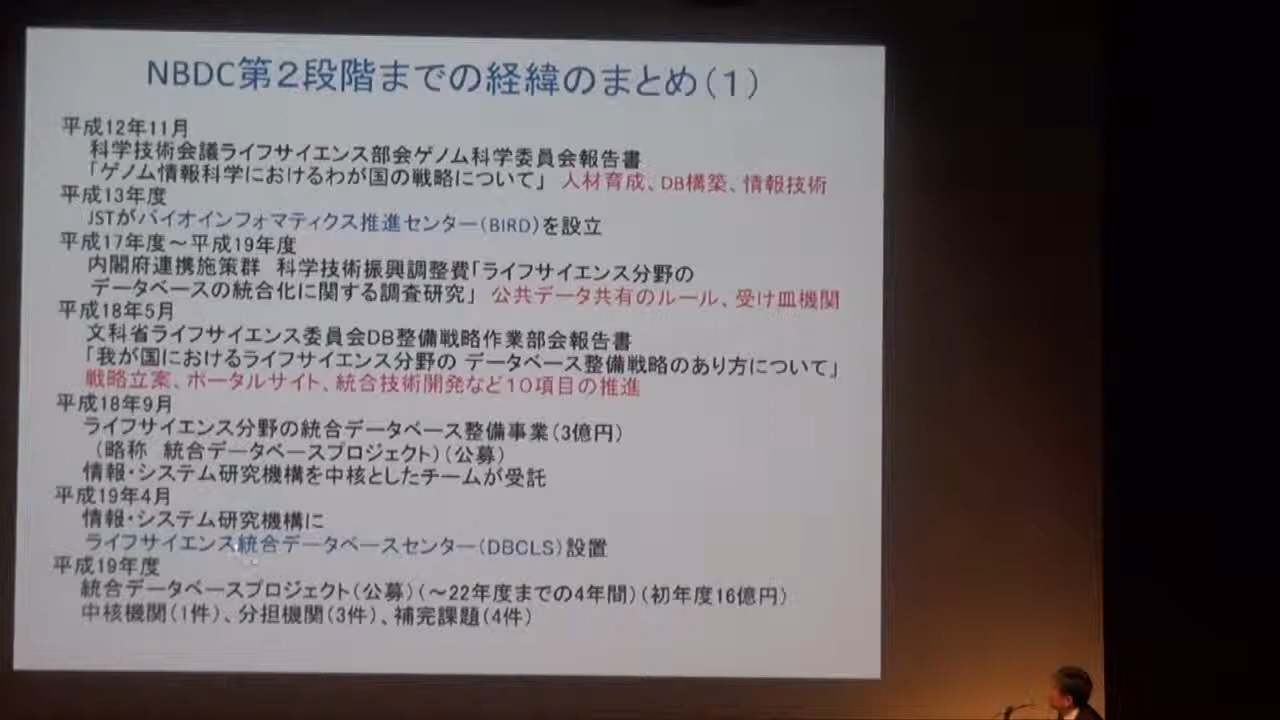 NBDC第２段階までの経緯のまとめ(１)
平成12年11月
科学技術会議ライフサイエンス部会ゲノム科学委員会報告書
「ゲノム情報科学におけるわが国の戦略について」 人材育成、DB構築、情報技術
平成13年度
JSTがバイオインフォマティクス推進センター(BIRD)を設立
平成17年度～平成19年度
内閣府連携施策群 科学技術振興調整費「ライフサイエンス分野の
データベースの統合化に関する調査研究」 公共データ共有のルール、受け皿機関
平成18年5月
文科省ライフサイエンス委員会DB整備戦略作業部会報告書
「我が国におけるライフサイエンス分野の データベース整備戦略のあり方について」
戦略立案、ポータルサイト、統合技術開発など１０項目の推進
平成18年9月
ライフサイエンス分野の統合データベース整備事業(3億円)
(略称 統合データベースプロジェクト)(公募)
情報・システム研究機構を中核としたチームが受託
平成19年4月
情報・システム研究機構に
ライフサイエンス統合データベースセンター(DBCLS)設置
平成19年度
統合データベースプロジェクト(公募)(～22年度までの4年間)(初年度16億円)
中核機関(1件)、分担機関(3件)、補完課題(4件)